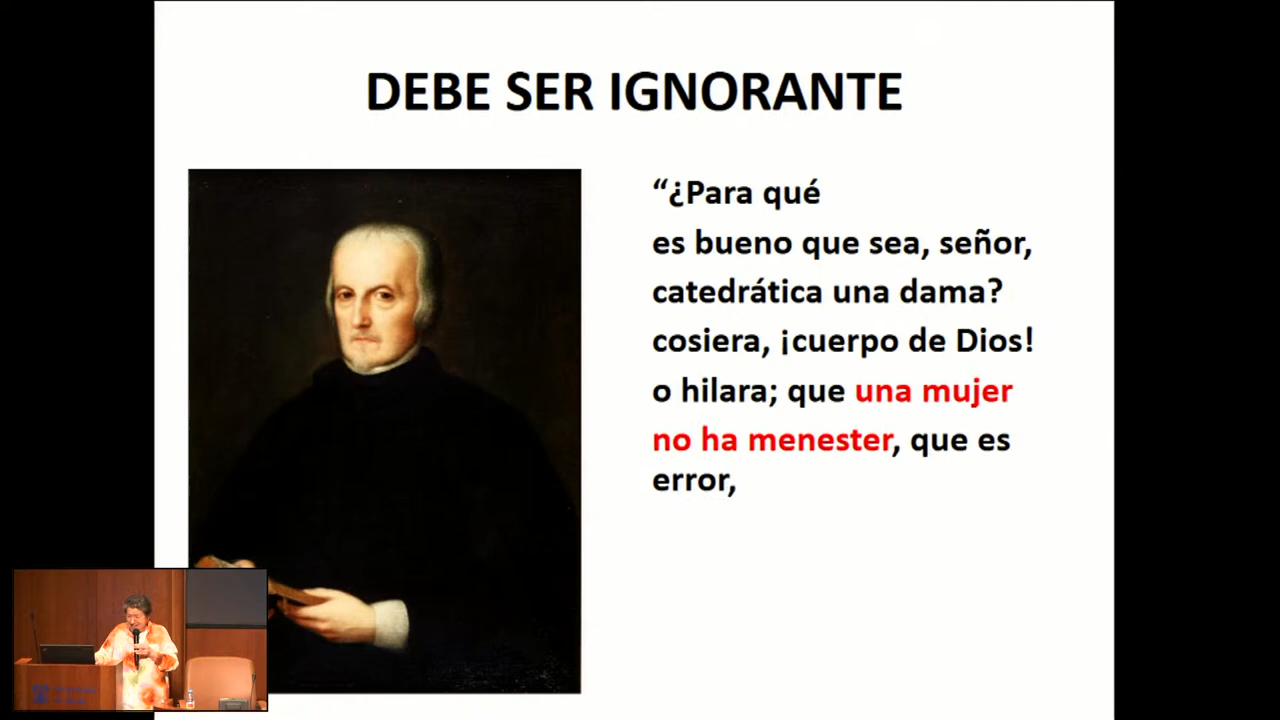 DEBE SER IGNORANTE
“¿Para qué
es bueno que sea, señor,
catedrática una dama?
cosiera, ¡cuerpo de Dios!
o hilara; que una mujer
no ha menester, que es
error,